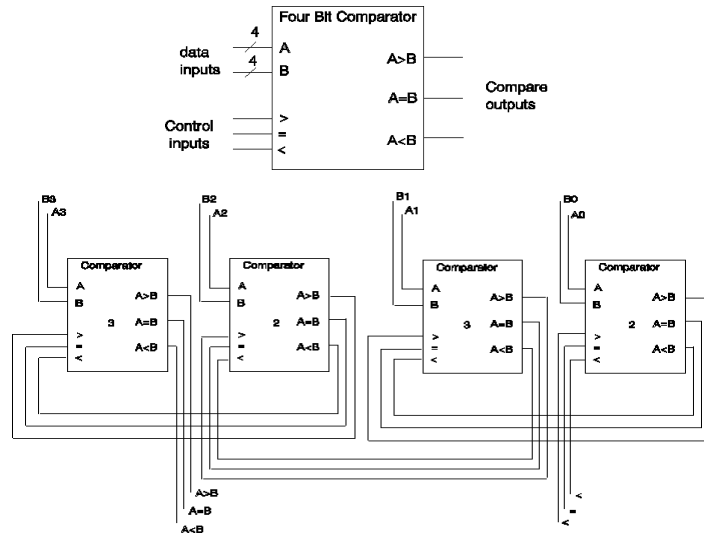 Four Bit Comparator
data
inputs
4
4
A
B
Control
inputs
>
=
<
A>B
A=B
A<B
Compare
outputs
B3
A3
B2
A2
B1
A1
B0
A0
Comparator
A
B
>
=
<
3
A>B
A=B
A<B
Comparator
A
B
>
=
<
2
A>B
A=B
A<B
Comparator
A
B
>
=
<
3
A>B
A=B
A<B
Comparator
A
B
>
=
<
2
A>B
A=B
A<B
A>B
A=B
A<B
<
=
<